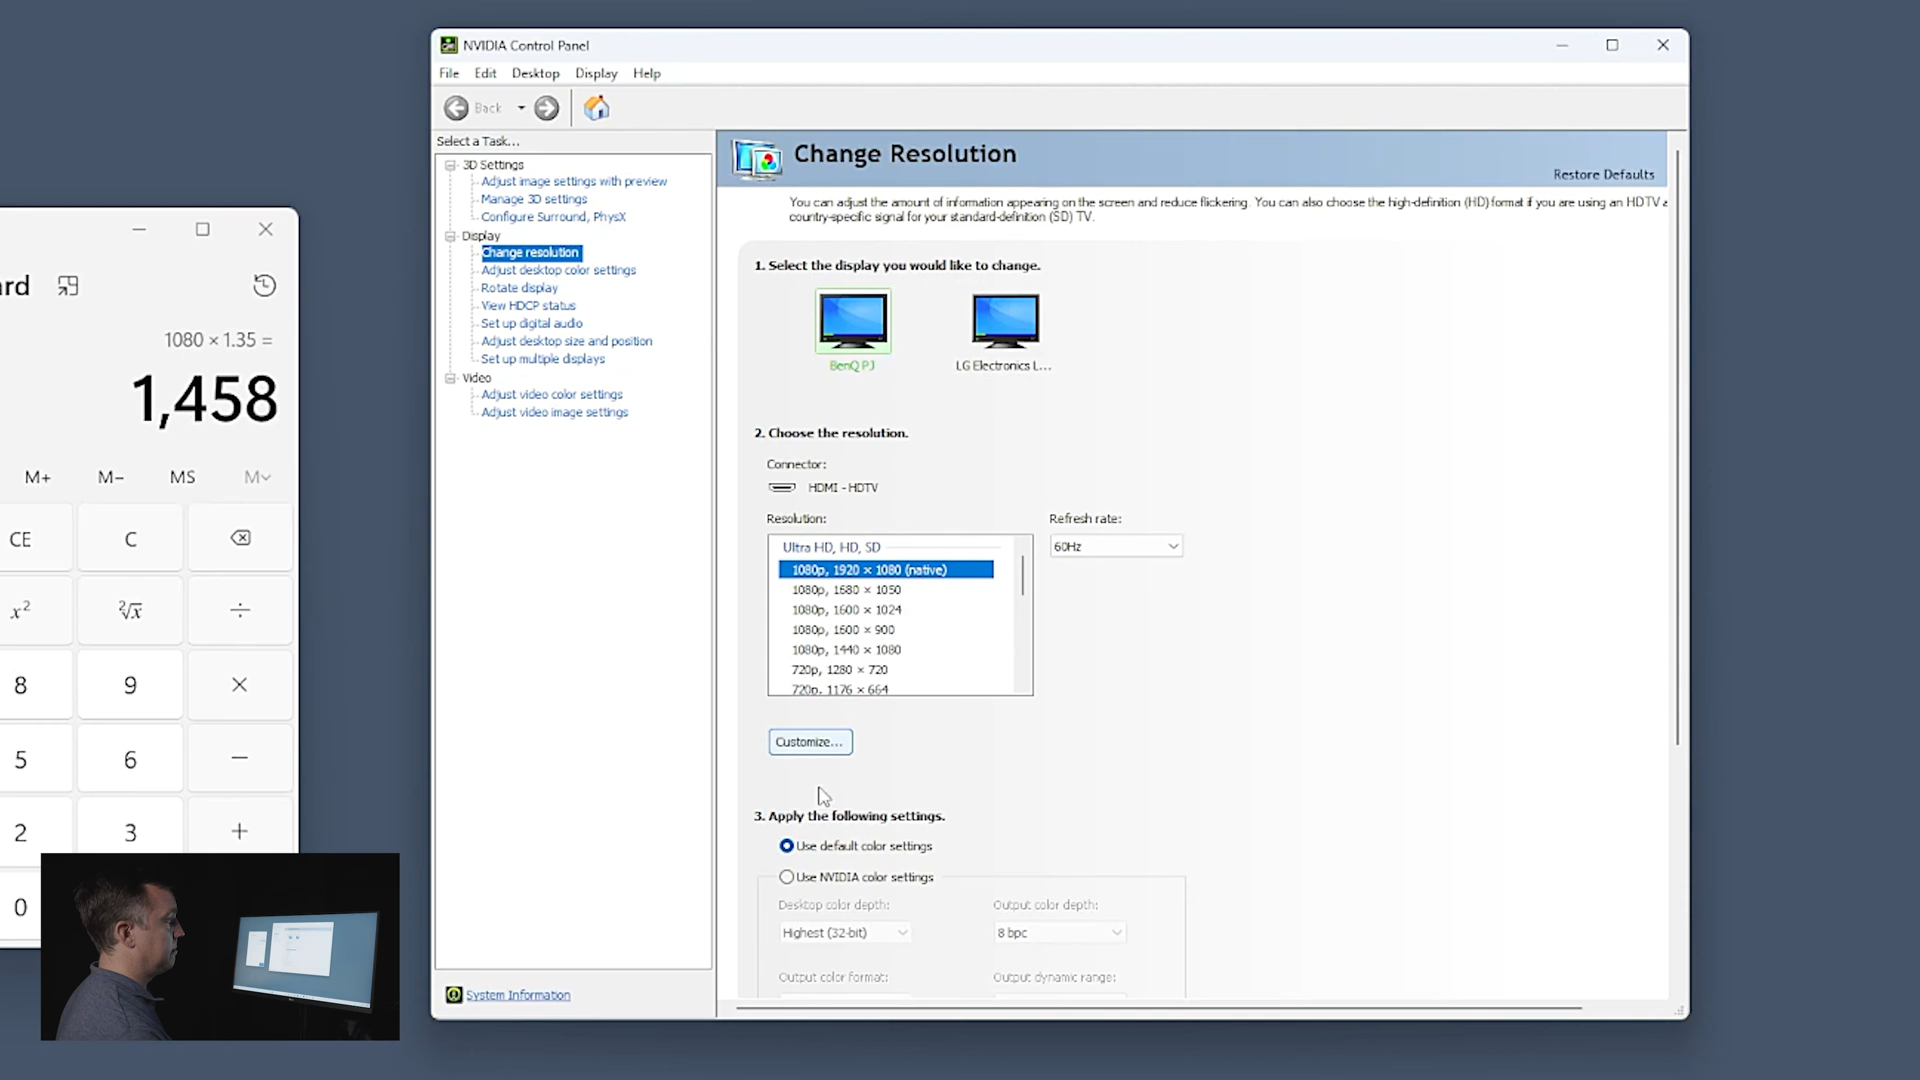 NVIDIA Control Panel
File Edit Desktop Display Help
Back
Select a Task...
3D Settings
Adjust image settings with preview
Manage 3D settings
Configure Surround, PhysX
Display
Change resolution
Adjust desktop color settings
Rotate display
View HDCP status
Set up digital audio
Adjust desktop size and position
Set up multiple displays
Video
Adjust video color settings
Adjust video image settings
System Information
Change Resolution
Restore Defaults
You can adjust the amount of information appearing on the screen and reduce flickering. You can also choose the high-definition (HD) format if you are using an HDTV a
country-specific signal for your standard-definition (SD) TV.
1. Select the display you would like to change.
BenQ PJ
LG Electronics L...
2. Choose the resolution.
Connector:
HDMI - HDTV
Resolution:
Refresh rate:
60Hz
Ultra HD, HD, SD
1080p, 1920 × 1080 (native)
1080p, 1680 × 1050
1080p, 1600 × 1024
1080p, 1600 × 900
1080p, 1440 × 1080
720p, 1280 × 720
720p, 1176 × 664
Customize...
3. Apply the following settings.
Use default color settings
Use NVIDIA color settings
Desktop color depth:
Output color depth:
Highest (32-bit)
8 bpc
Output color format:
Output dynamic range:
rd
1080 × 1.35 =
1,458
M+ M− MS M
CE C
x² ²√x ÷
8 9 ×
5 6 −
2 3 +
0